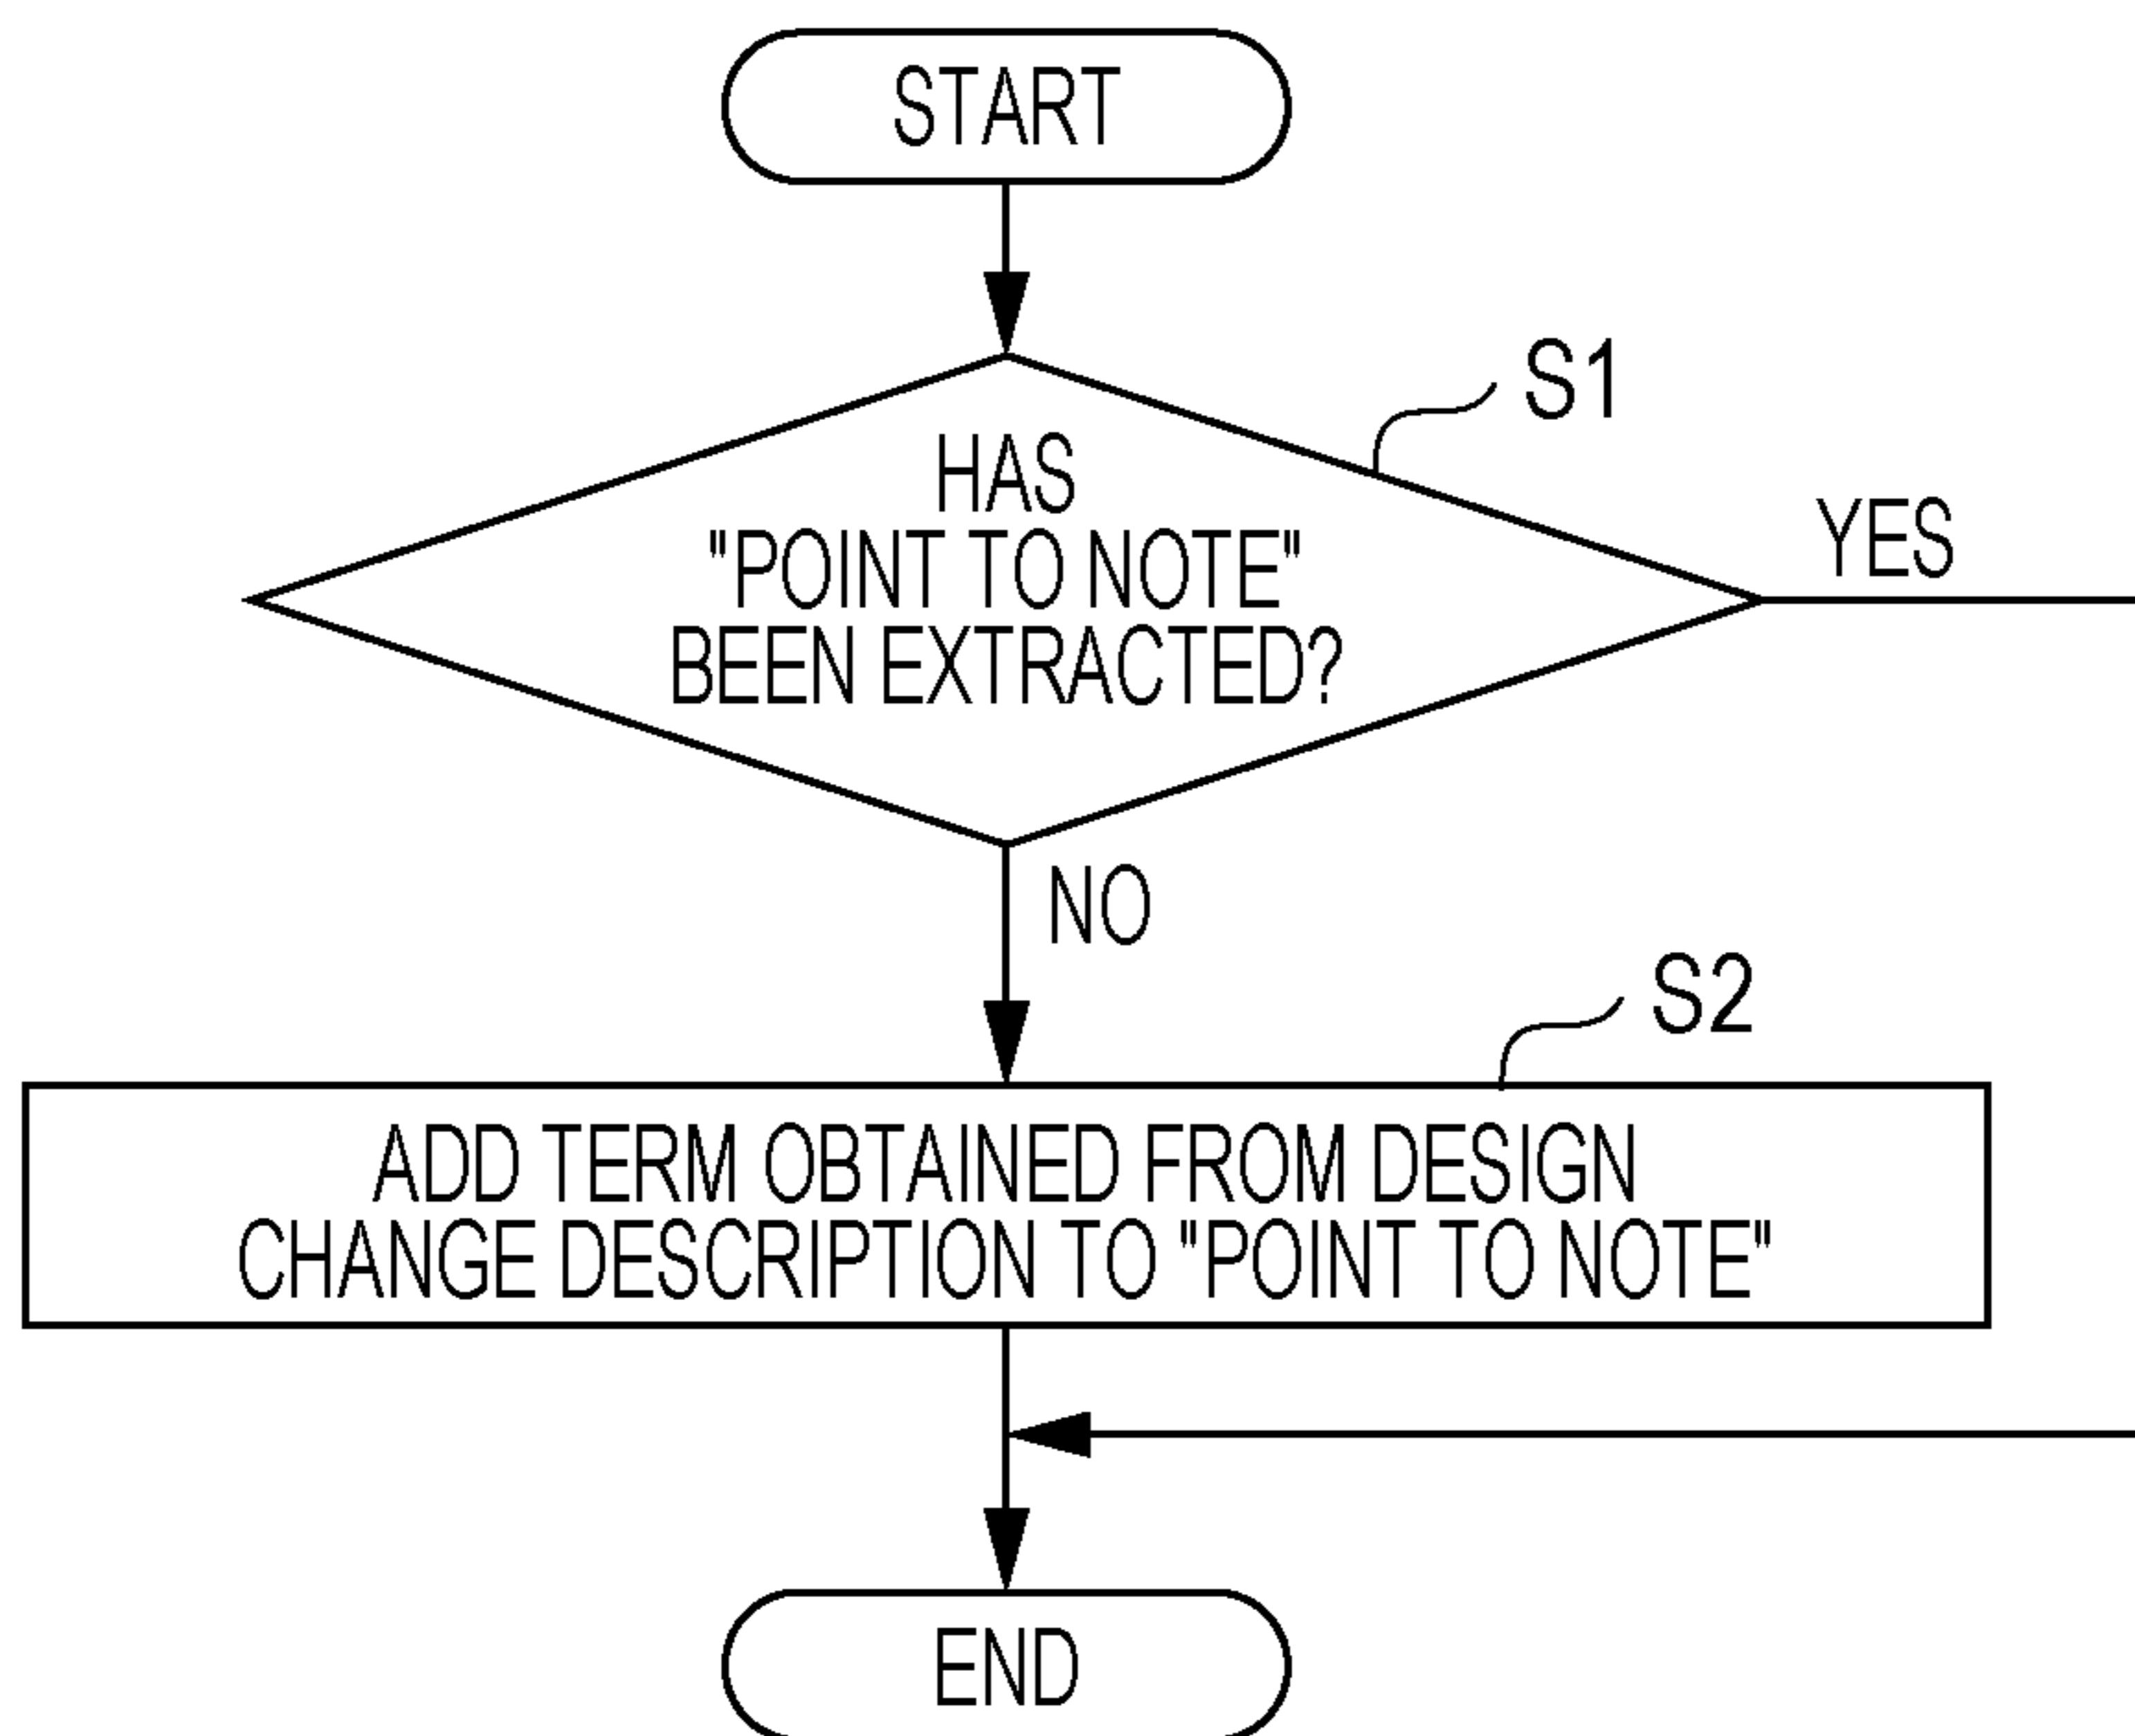 START
S1
HAS
"POINT TO NOTE"
BEEN EXTRACTED?
YES
NO
S2
ADD TERM OBTAINED FROM DESIGN
CHANGE DESCRIPTION TO "POINT TO NOTE"
END